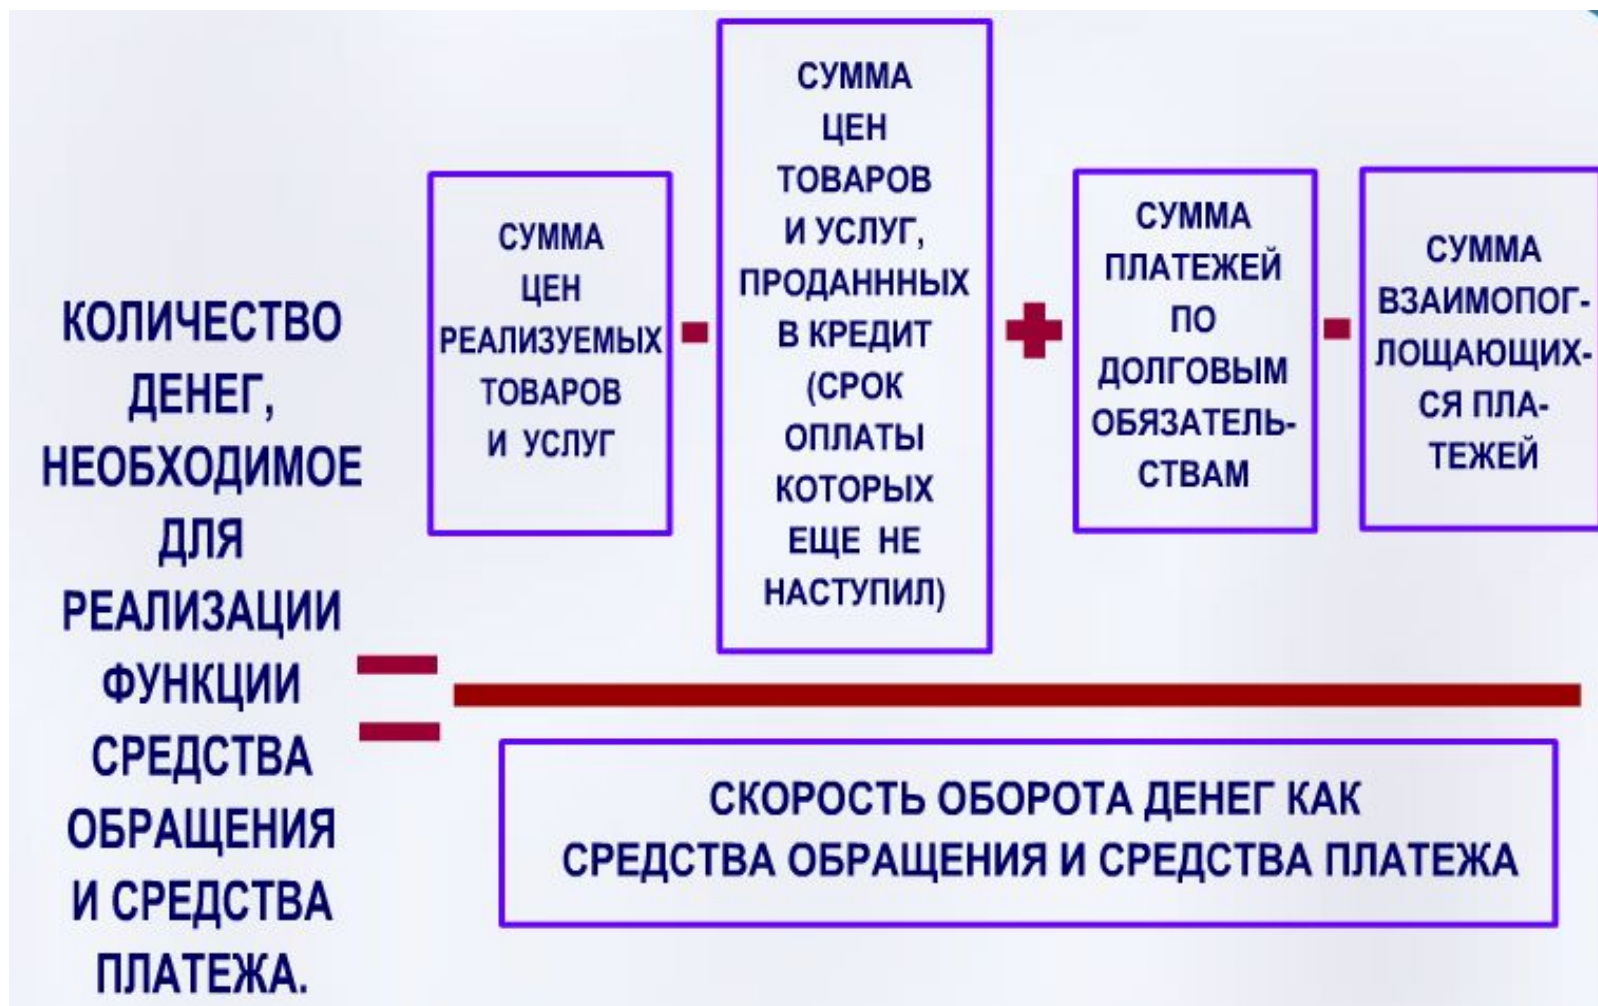 КОЛИЧЕСТВО
ДЕНЕГ,
НЕОБХОДИМОЕ
ДЛЯ
РЕАЛИЗАЦИИ
ФУНКЦИИ
СРЕДСТВА
ОБРАЩЕНИЯ
И СРЕДСТВА
ПЛАТЕЖА.
=
СУММА
ЦЕН
РЕАЛИЗУЕМЫХ
ТОВАРОВ
И УСЛУГ
-
СУММА
ЦЕН
ТОВАРОВ
И УСЛУГ,
ПРОДАНННЫХ
В КРЕДИТ
(СРОК
ОПЛАТЫ
КОТОРЫХ
ЕЩЕ НЕ
НАСТУПИЛ)
+
СУММА
ПЛАТЕЖЕЙ
ПО
ДОЛГОВЫМ
ОБЯЗАТЕЛЬ-
СТВАМ
-
СУММА
ВЗАИМОПОГ-
ЛОЩАЮЩИХ-
СЯ ПЛА-
ТЕЖЕЙ
СКОРОСТЬ ОБОРОТА ДЕНЕГ КАК
СРЕДСТВА ОБРАЩЕНИЯ И СРЕДСТВА ПЛАТЕЖА